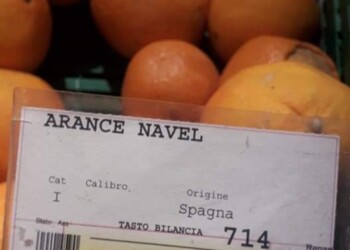 ARANCE NAVEL
Cat Calibro Origine
I Spagna
TASTO BILANCIA 714